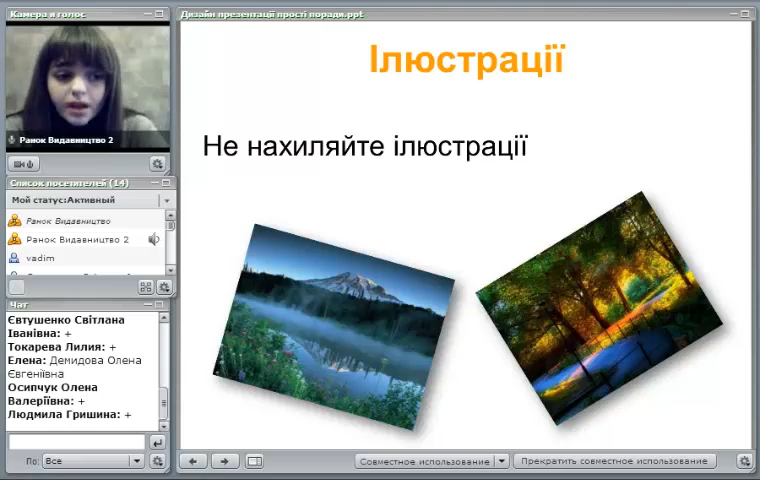 Камера и голос
Ранок Видавництво 2
Список посетителей (14)
Мой статус:Активный
Ранок Видавництво
Ранок Видавництво 2
vadim
Чат
Євтушенко Світлана
Іванівна: +
Токарева Лилия: +
Елена: Демидова Олена
Євгеніївна
Осипчук Олена
Валеріївна: +
Людмила Гришина: +
По: Все
Дизайн презентації прості поради.ppt
Ілюстрації
Не нахиляйте ілюстрації
Совместное использование
Прекратить совместное использование